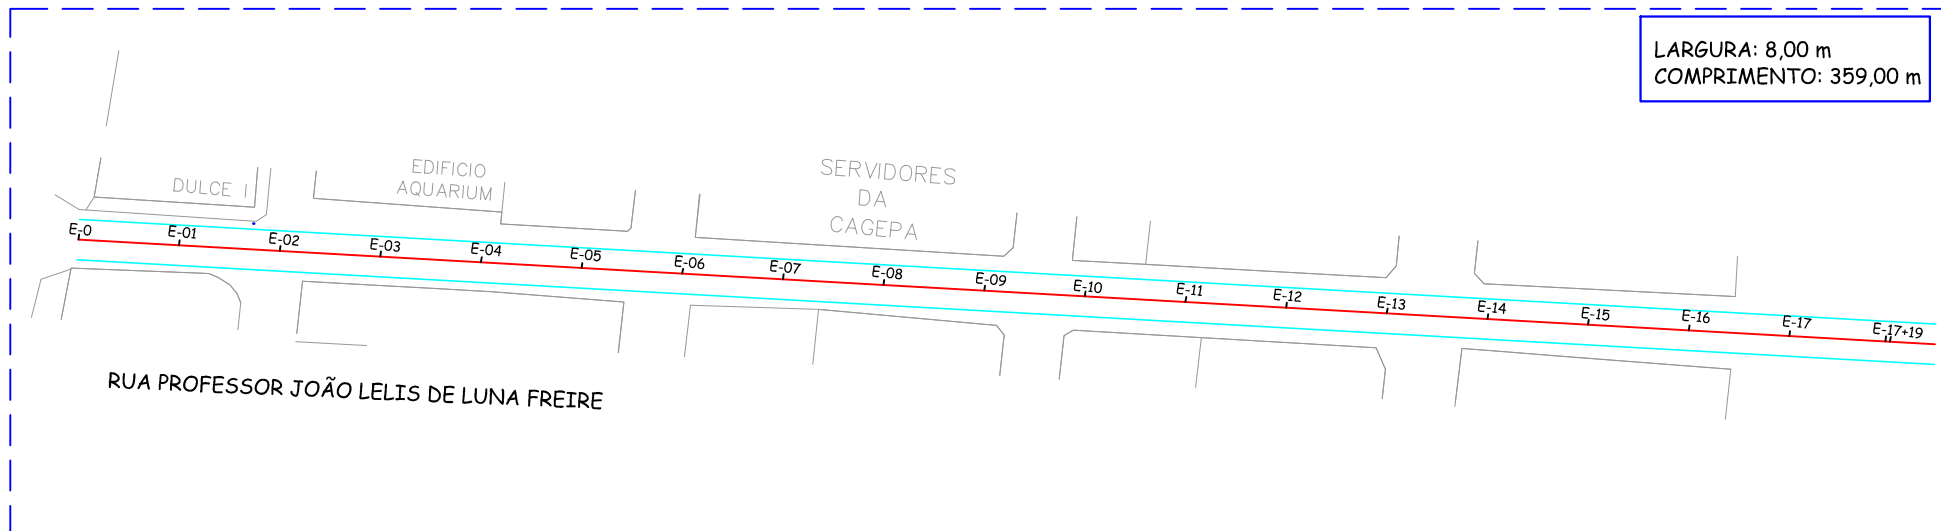 LARGURA: 8,00 m
COMPRIMENTO: 359,00 m
DULCE I
EDIFICIO
AQUARIUM
SERVIDORES
DA
CAGEPA
E-0
E-01
E-02
E-03
E-04
E-05
E-06
E-07
E-08
E-09
E-10
E-11
E-12
E-13
E-14
E-15
E-16
E-17
E-17+19
RUA PROFESSOR JOÃO LELIS DE LUNA FREIRE